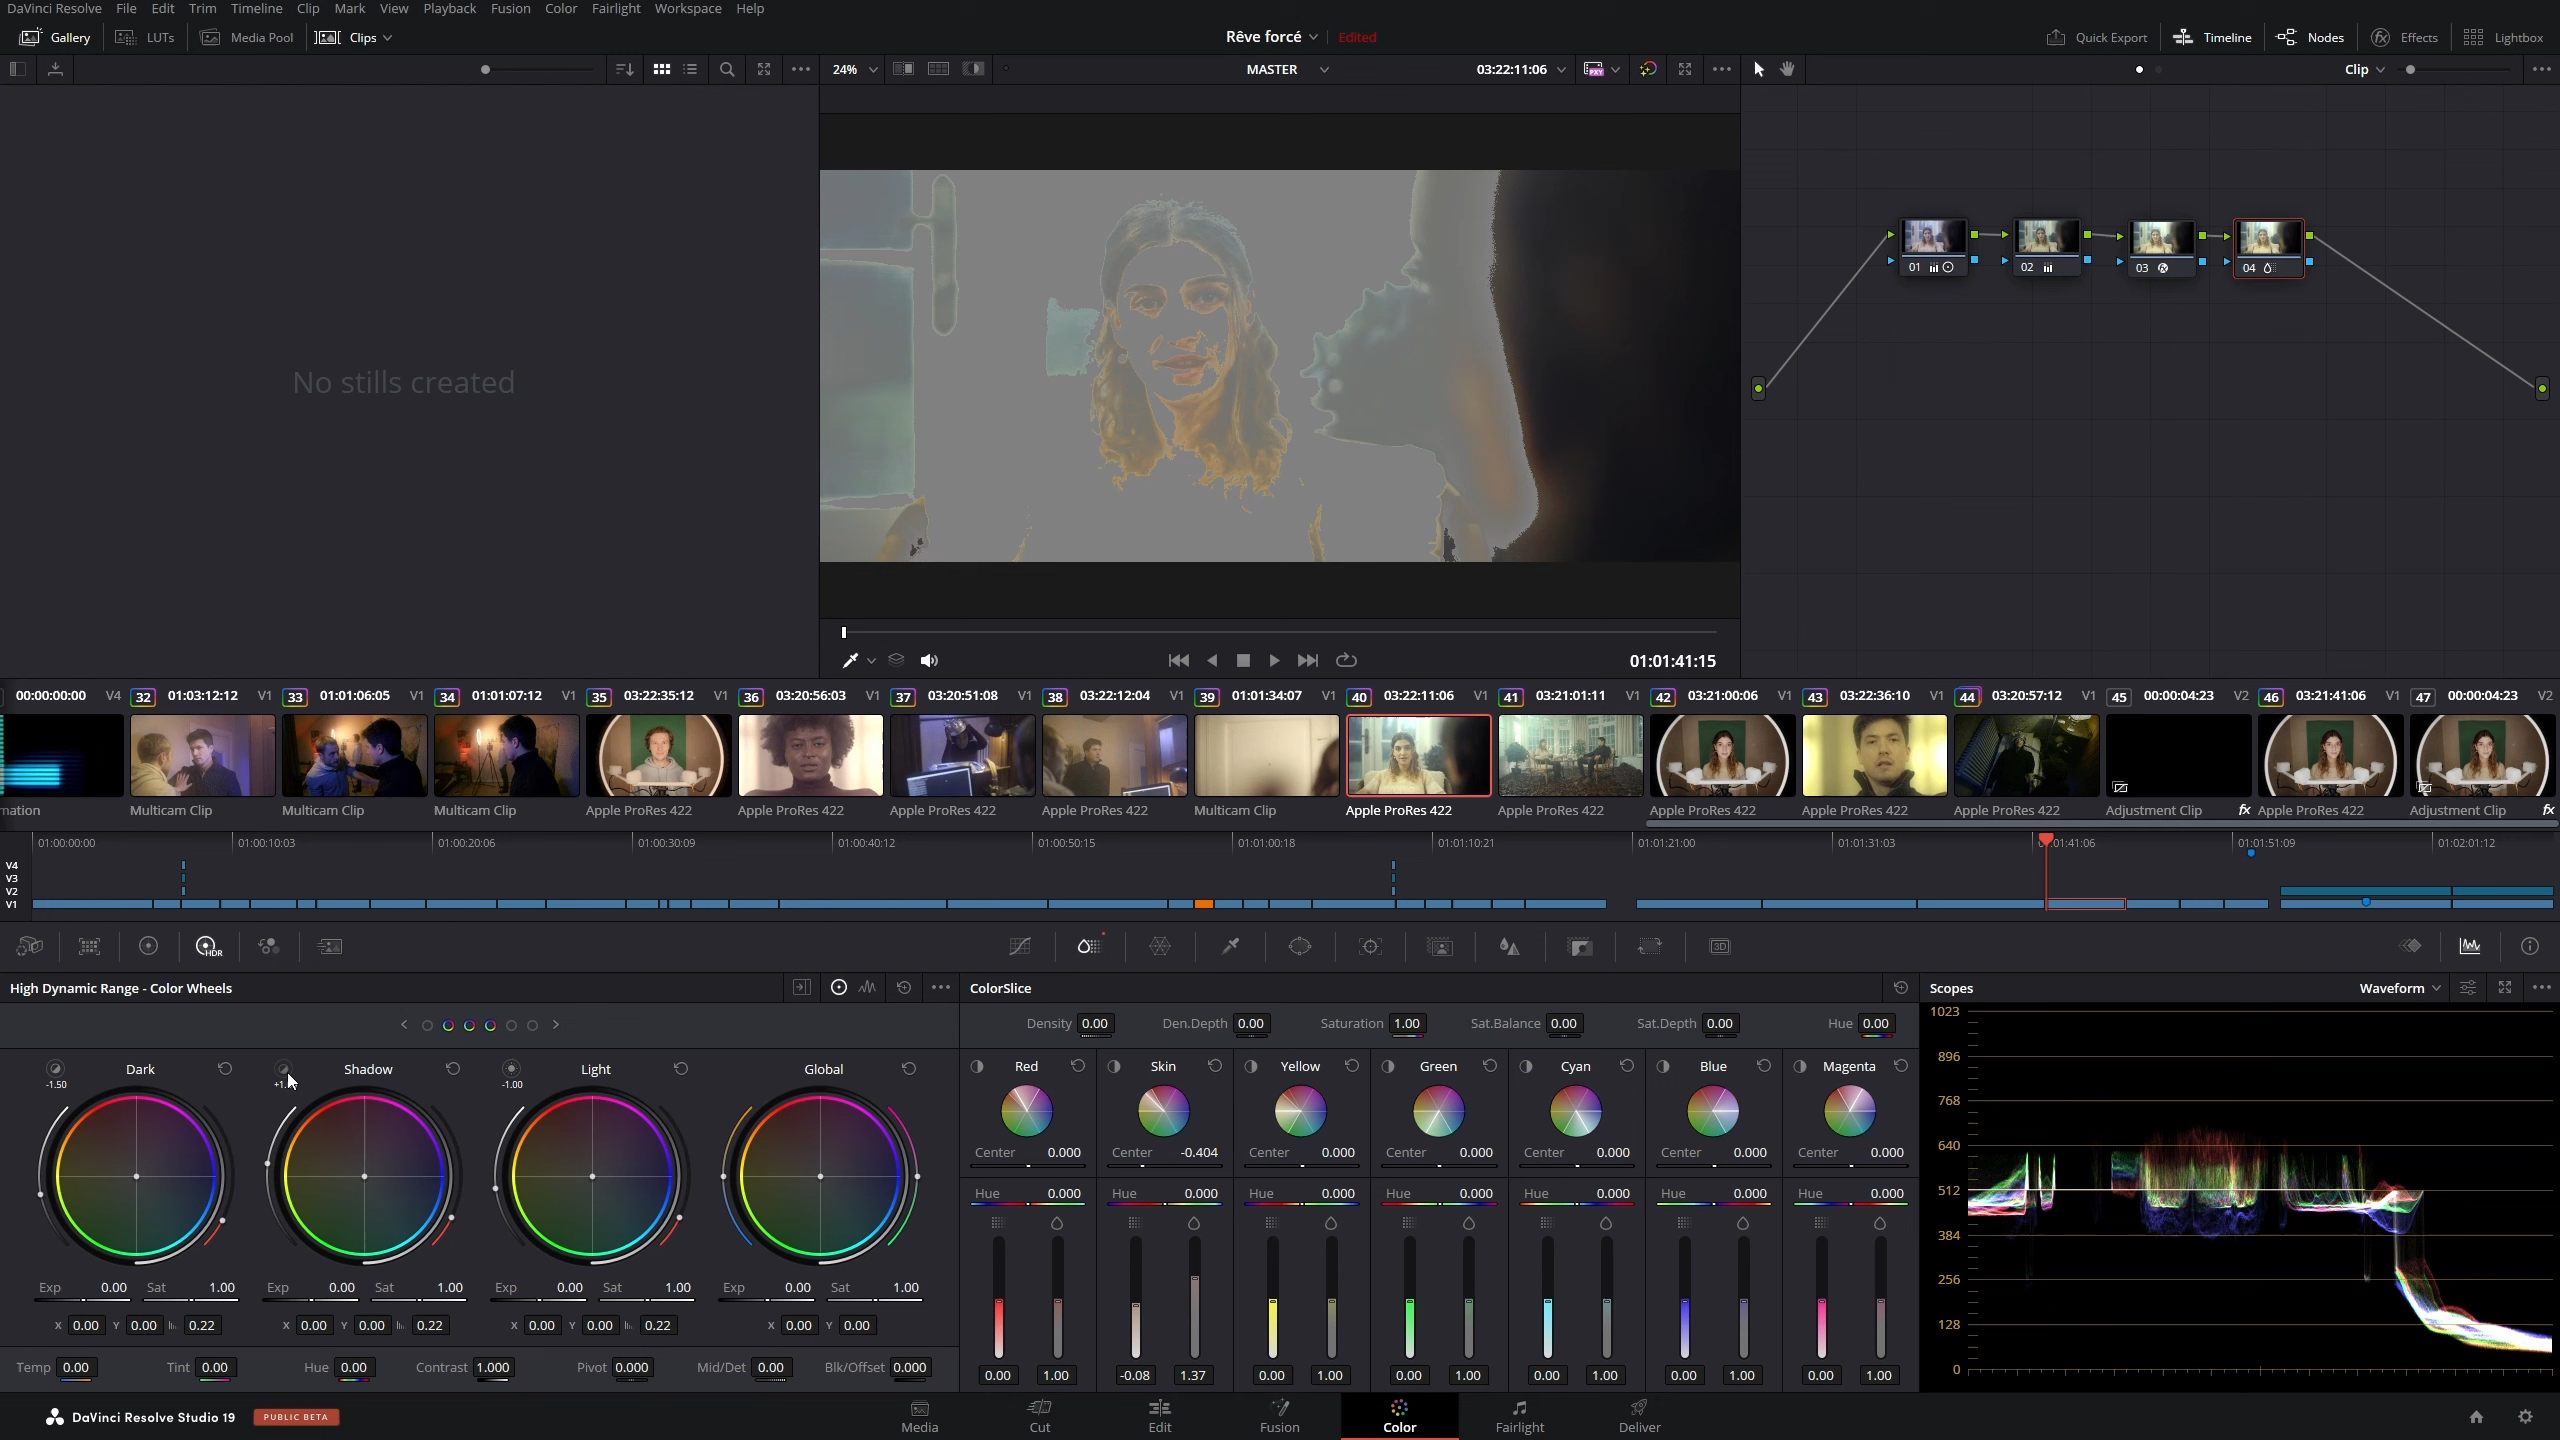 DaVinci Resolve File Edit Trim Timeline Clip Mark View Playback Fusion Color Fairlight Workspace Help
Gallery LUTs Media Pool Clips Rêve forcé Edited Quick Export Timeline Nodes Effects Lightbox
24% MASTER 03:22:11:06 PXY Clip
No stills created
01 02 03 04
01:01:41:15
00:00:00:00 V4 32 01:03:12:12 V1 33 01:01:06:05 V1 34 01:01:07:12 V1 35 03:22:35:12 V1 36 03:20:56:03 V1 37 03:20:51:08 V1 38 03:22:12:04 V1 39 01:01:34:07 V1 40 03:22:11:06 V1 41 03:21:01:11 V1 42 03:21:00:06 V1 43 03:22:36:10 V1 44 03:20:57:12 V1 45 00:00:04:23 V2 46 03:21:41:06 V1 47 00:00:04:23 V2
mation Multicam Clip Multicam Clip Multicam Clip Apple ProRes 422 Apple ProRes 422 Apple ProRes 422 Apple ProRes 422 Multicam Clip Apple ProRes 422 Apple ProRes 422 Apple ProRes 422 Apple ProRes 422 Apple ProRes 422 Adjustment Clip fx Apple ProRes 422 Adjustment Clip fx
01:00:00:00 01:00:10:03 01:00:20:06 01:00:30:09 01:00:40:12 01:00:50:15 01:01:00:18 01:01:10:21 01:01:21:00 01:01:31:03 01:01:41:06 01:01:51:09 01:02:01:12
V4
V3
V2
V1
HDR 3D
High Dynamic Range - Color Wheels ColorSlice Scopes Waveform
Density 0.00 Den.Depth 0.00 Saturation 1.00 Sat.Balance 0.00 Sat.Depth 0.00 Hue 0.00
Dark Shadow Light Global
-1.50 +1. -1.00
Red Skin Yellow Green Cyan Blue Magenta
Center 0.000 Center -0.404 Center 0.000 Center 0.000 Center 0.000 Center 0.000 Center 0.000
Hue 0.000 Hue 0.000 Hue 0.000 Hue 0.000 Hue 0.000 Hue 0.000 Hue 0.000
Exp 0.00 Sat 1.00 Exp 0.00 Sat 1.00 Exp 0.00 Sat 1.00 Exp 0.00 Sat 1.00
X 0.00 Y 0.00 0.22 X 0.00 Y 0.00 0.22 X 0.00 Y 0.00 0.22 X 0.00 Y 0.00
Temp 0.00 Tint 0.00 Hue 0.00 Contrast 1.000 Pivot 0.000 Mid/Det 0.00 Blk/Offset 0.000
0.00 1.00 -0.08 1.37 0.00 1.00 0.00 1.00 0.00 1.00 0.00 1.00 0.00 1.00
1023
896
768
640
512
384
256
128
0
DaVinci Resolve Studio 19 PUBLIC BETA
Media Cut Edit Fusion Color Fairlight Deliver